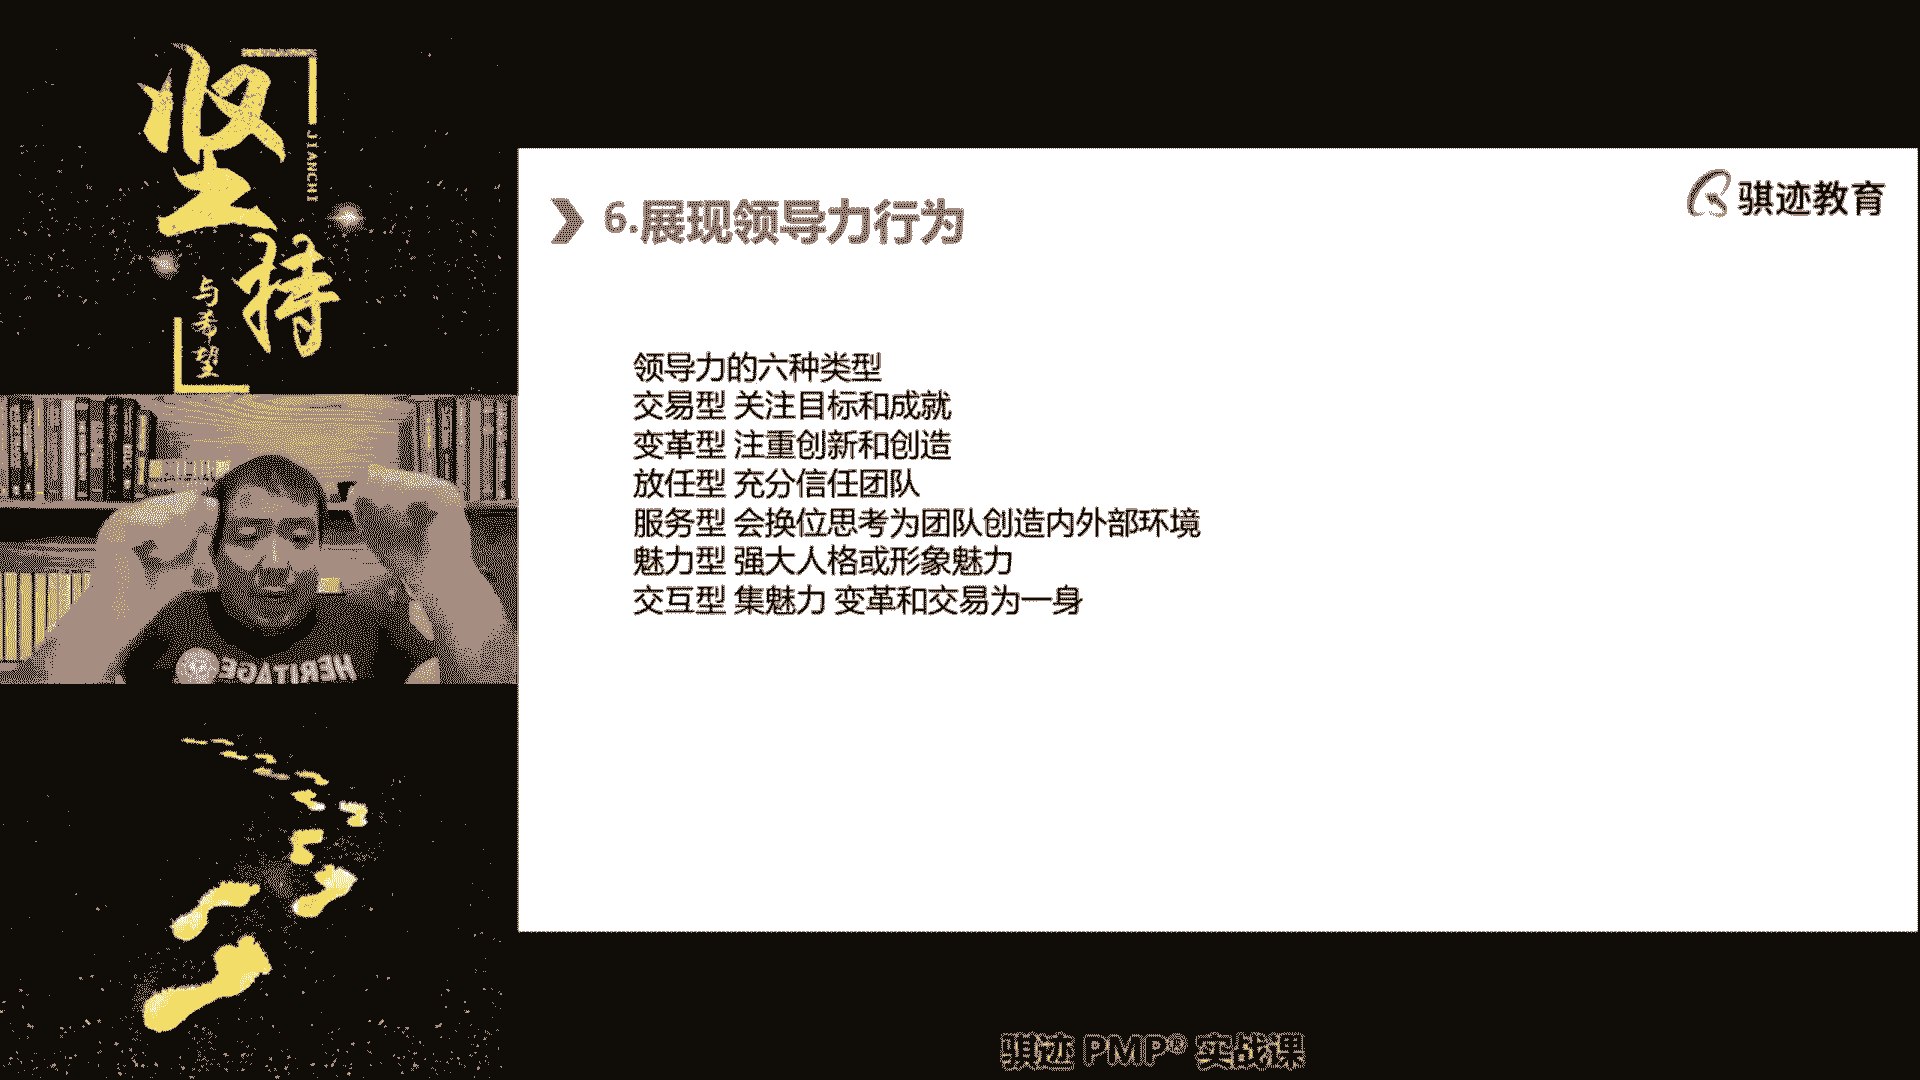 坚持
JIANCHI
与希望
HERITAGE
骐迹教育
6.展现领导力行为
领导力的六种类型
交易型 关注目标和成就
变革型 注重创新和创造
放任型 充分信任团队
服务型 会换位思考为团队创造内外部环境
魅力型 强大人格或形象魅力
交互型 集魅力 变革和交易为一身
骐迹 PMP® 实战课